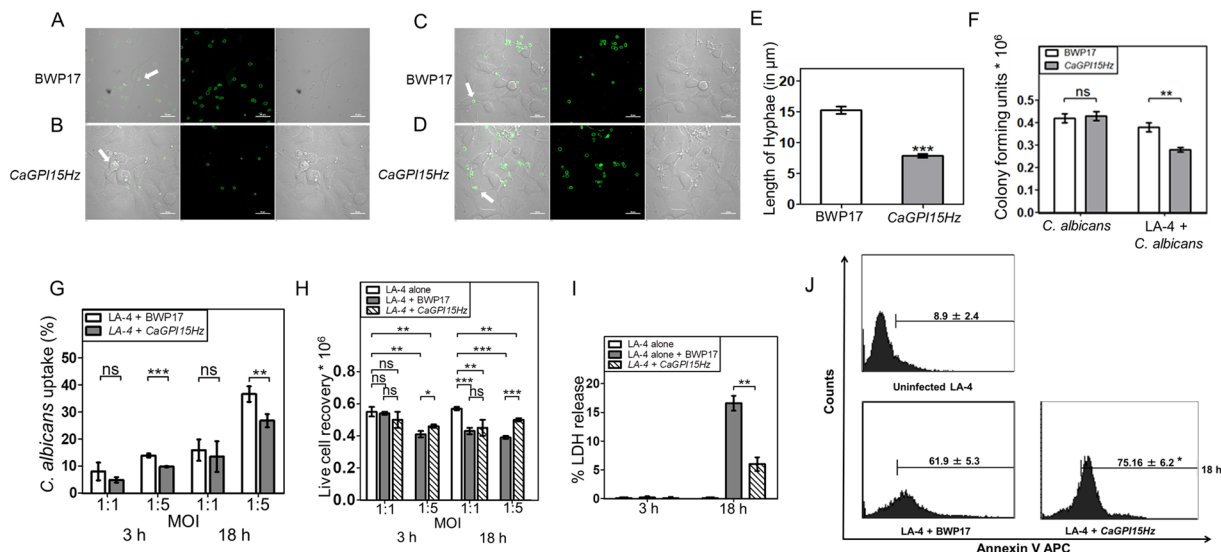 A
BWP17
B
CaGPI15Hz
C
BWP17
D
CaGPI15Hz
E
Length of Hyphae (in µm)
20
15
10
5
0
***
BWP17
CaGPI15Hz
F
Colony forming units * 10⁶
BWP17
CaGPI15Hz
ns
**
0.4
0.3
0.2
0.1
0.0
C. albicans
LA-4 +
C. albicans
G
LA-4 + BWP17
LA-4 + CaGPI15Hz
C. albicans uptake (%)
50
40
30
20
10
0
ns
***
ns
**
1:1
1:5
1:1
1:5
MOI
3 h
18 h
H
LA-4 alone
LA-4 + BWP17
LA-4 + CaGPI15Hz
Live cell recovery * 10⁶
1.0
0.8
0.6
0.4
0.2
0.0
**
**
**
***
ns
**
ns
ns
*
***
ns
***
1:1
1:5
1:1
1:5
MOI
3 h
18 h
I
LA-4 alone
LA-4 alone + BWP17
LA-4 + CaGPI15Hz
% LDH release
20
15
10
5
0
**
3 h
18 h
J
Counts
8.9 ± 2.4
Uninfected LA-4
61.9 ± 5.3
LA-4 + BWP17
75.16 ± 6.2 *
18 h
LA-4 + CaGPI15Hz
Annexin V APC